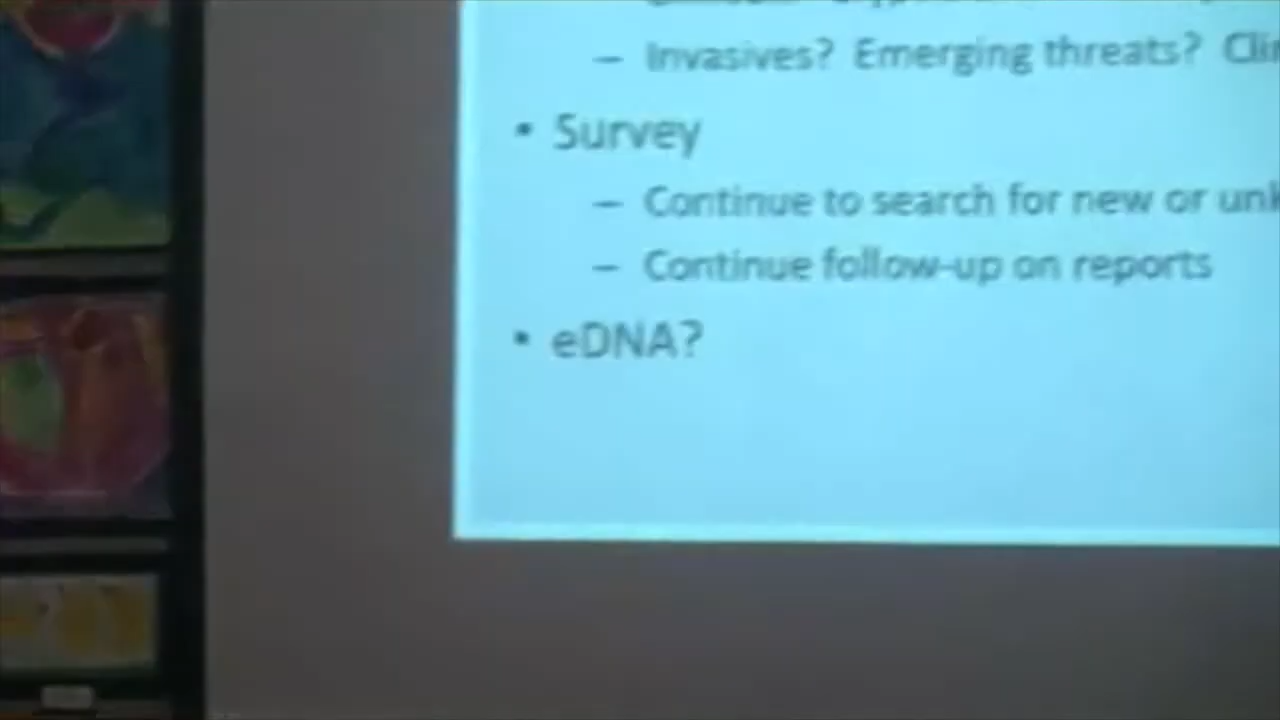 – Invasives? Emerging threats?
• Survey
– Continue to search for new or
– Continue follow-up on reports
• eDNA?